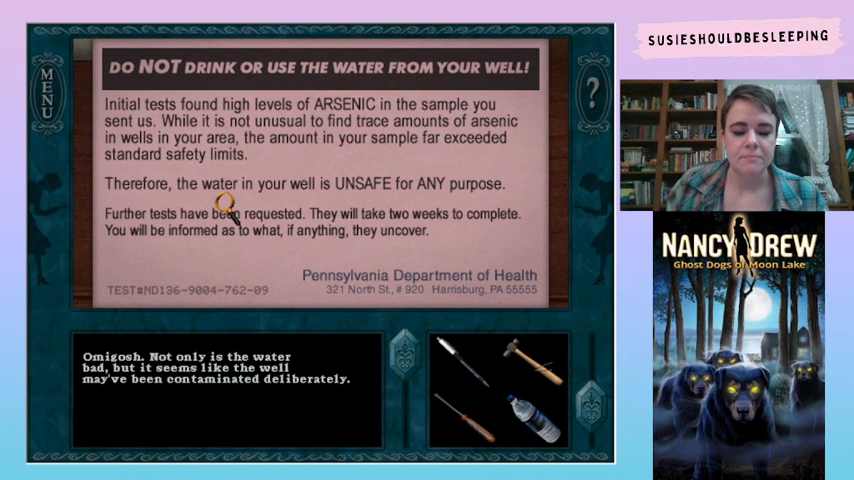 SUSIESHOULDBESLEEPING
MENU
?
DO NOT DRINK OR USE THE WATER FROM YOUR WELL!
Initial tests found high levels of ARSENIC in the sample you
sent us. While it is not unusual to find trace amounts of arsenic
in wells in your area, the amount in your sample far exceeded
standard safety limits.
Therefore, the water in your well is UNSAFE for ANY purpose.
Further tests have been requested. They will take two weeks to complete.
You will be informed as to what, if anything, they uncover.
Pennsylvania Department of Health
TEST#ND136-9004-762-09
321 North St., # 920 Harrisburg, PA 55555
Omigosh. Not only is the water
bad, but it seems like the well
may've been contaminated deliberately.
NANCY DREW
Ghost Dogs of Moon Lake